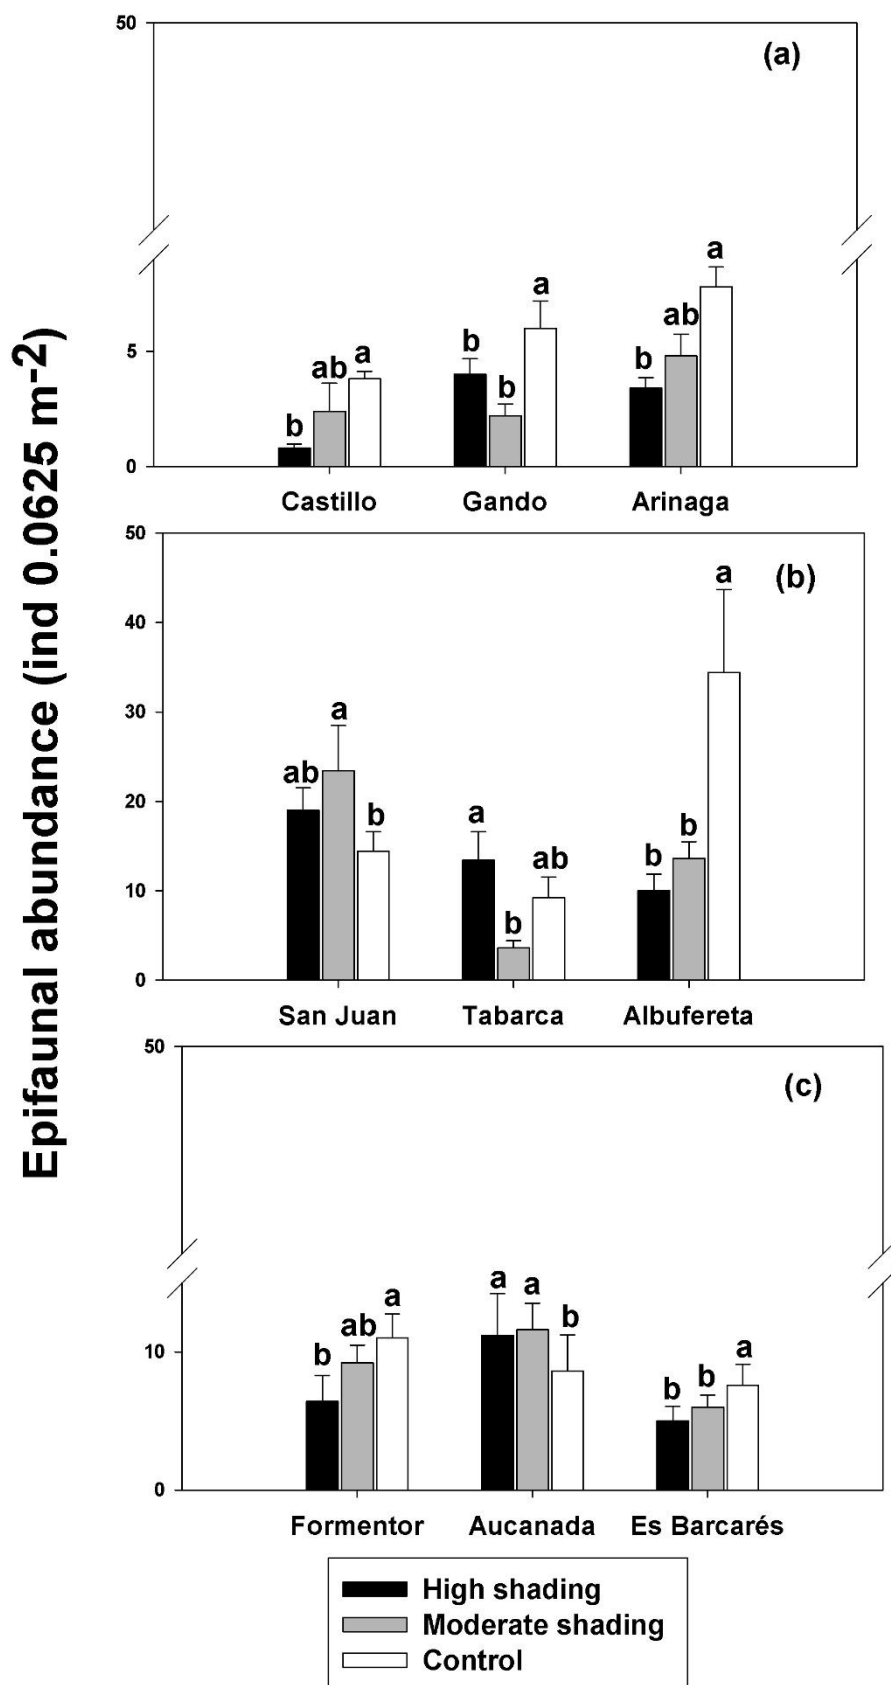 Epifaunal abundance (ind 0.0625 m-2)
50
(a)
a
a
ab a ab
5
b b
b b
0
Castillo Gando Arinaga
50
(b)
a
40
30
a
ab
20
b a
ab b b
10
b
0
San Juan Tabarca Albufereta
50
(c)
a a
a b
ab a
10
b b b
0
Formentor Aucanada Es Barcarés
High shading
Moderate shading
Control